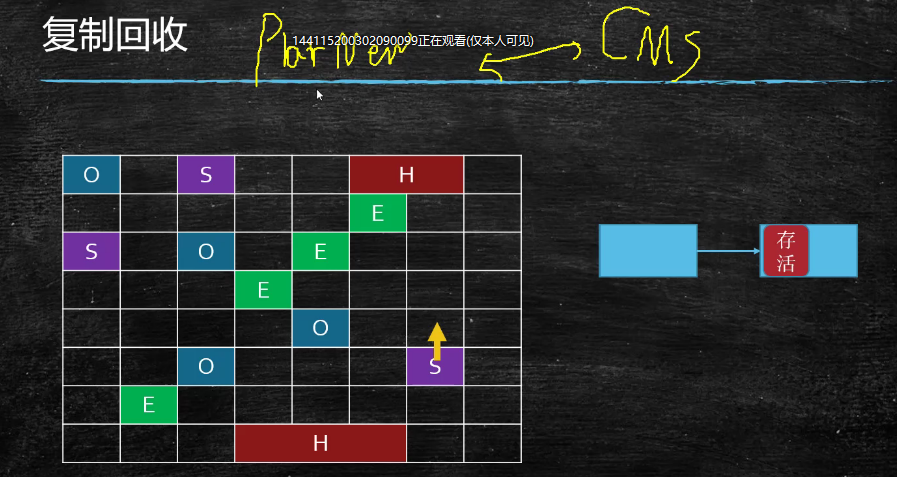 复制回收
ParNew
CMS
144115200302090099正在观看(仅本人可见)
O S H
E
S O E
E
O
O S
E
H
存
活